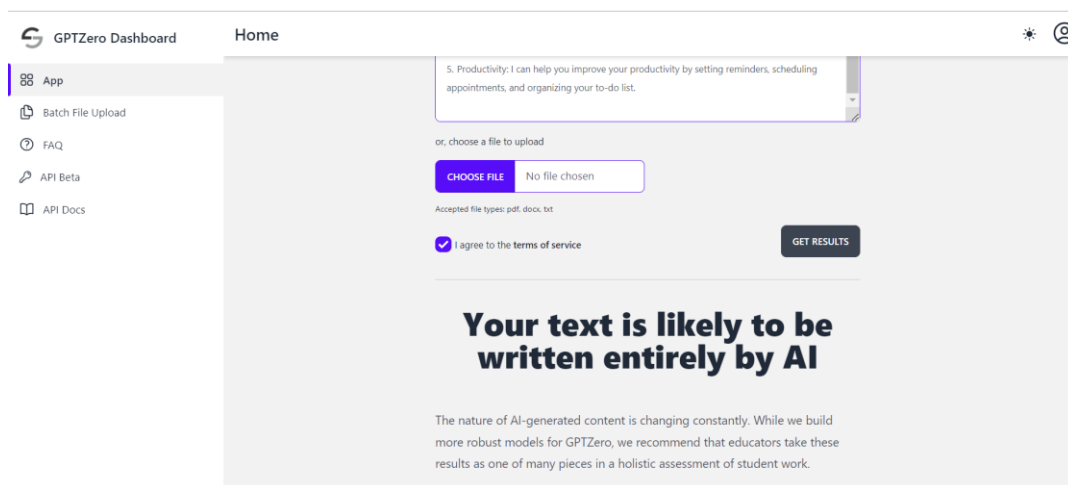 GPTZero Dashboard
Home
App
Batch File Upload
FAQ
API Beta
API Docs
5. Productivity: I can help you improve your productivity by setting reminders, scheduling
appointments, and organizing your to-do list.
or, choose a file to upload
CHOOSE FILE
No file chosen
Accepted file types: pdf, docx, txt
I agree to the terms of service
GET RESULTS
Your text is likely to be
written entirely by AI
The nature of AI-generated content is changing constantly. While we build
more robust models for GPTZero, we recommend that educators take these
results as one of many pieces in a holistic assessment of student work.